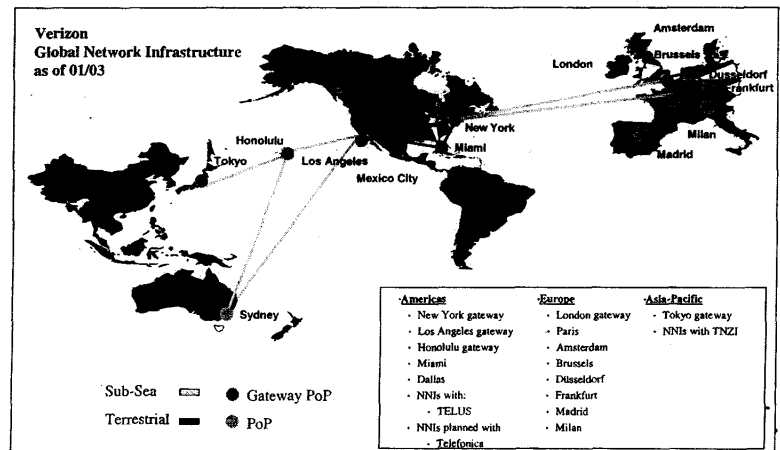 Verizon
Global Network Infrastructure
as of 01/03
Amsterdam
Brussels
London
Düsseldorf
Frankfurt
New York
Milan
Madrid
Miami
Honolulu
Tokyo
Los Angeles
Mexico City
Sydney
Sub-Sea
Gateway PoP
Terrestrial
PoP
·Americas
· New York gateway
· Los Angeles gateway
· Honolulu gateway
· Miami
· Dallas
· NNIs with:
· TELUS
· NNIs planned with
· Telefonica
·Europe
· London gateway
· Paris
· Amsterdam
· Brussels
· Düsseldorf
· Frankfurt
· Madrid
· Milan
·Asia-Pacific
· Tokyo gateway
· NNIs with TNZI